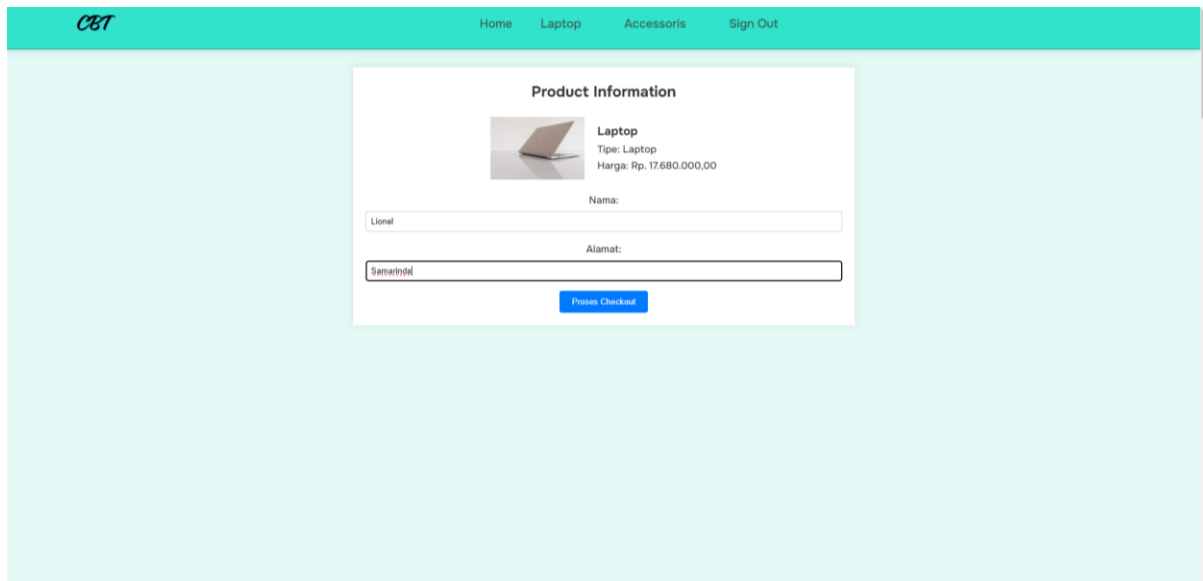 CBT
Home Laptop Accessoris Sign Out
Product Information
Laptop
Tipe: Laptop
Harga: Rp. 17.680.000,00
Nama:
Lionel
Alamat:
Samarinda
Proses Checkout